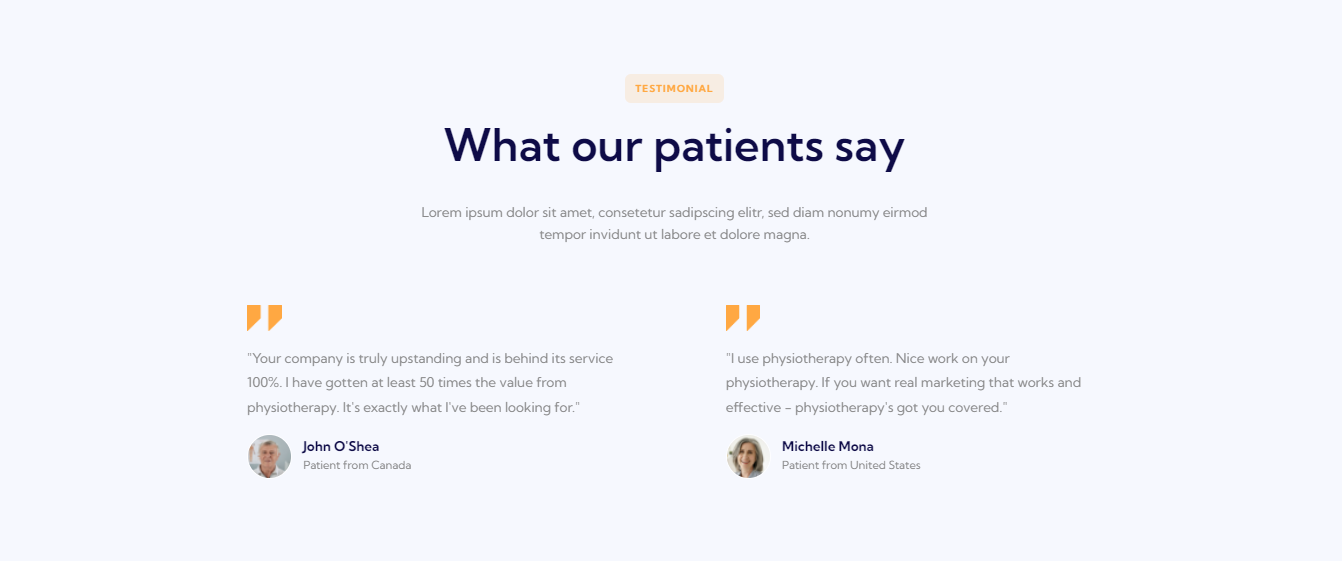 TESTIMONIAL
What our patients say
Lorem ipsum dolor sit amet, consetetur sadipscing elitr, sed diam nonumy eirmod
tempor invidunt ut labore et dolore magna.
"Your company is truly upstanding and is behind its service
100%. I have gotten at least 50 times the value from
physiotherapy. It's exactly what I've been looking for."
John O'Shea
Patient from Canada
"I use physiotherapy often. Nice work on your
physiotherapy. If you want real marketing that works and
effective – physiotherapy's got you covered."
Michelle Mona
Patient from United States